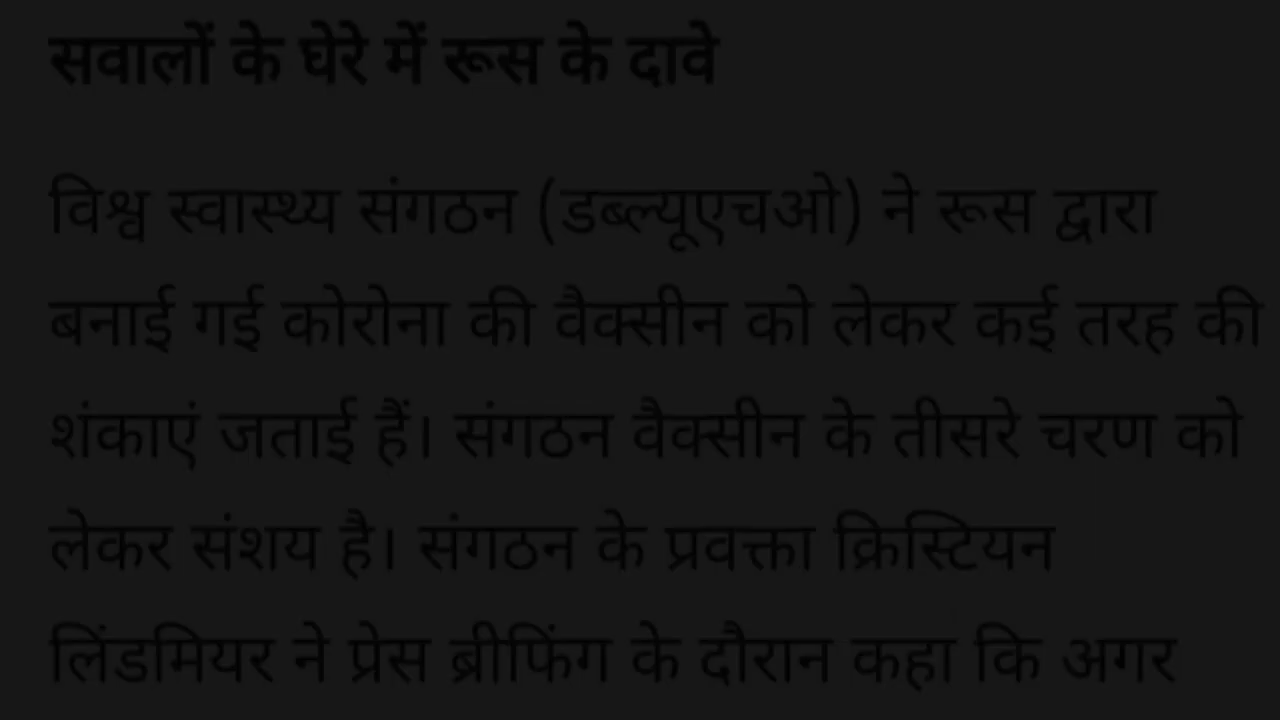 सवालों के घेरे में रूस के दावे
विश्व स्वास्थ्य संगठन (डब्ल्यूएचओ) ने रूस द्वारा
बनाई गई कोरोना की वैक्सीन को लेकर कई तरह की
शंकाएं जताई हैं। संगठन वैक्सीन के तीसरे चरण को
लेकर संशय है। संगठन के प्रवक्ता क्रिस्टियन
लिंडमियर ने प्रेस ब्रीफिंग के दौरान कहा कि अगर